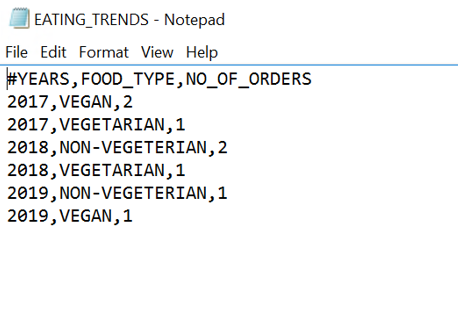 EATING_TRENDS - Notepad
File Edit Format View Help
#YEARS,FOOD_TYPE,NO_OF_ORDERS
2017,VEGAN,2
2017,VEGETARIAN,1
2018,NON-VEGETERIAN,2
2018,VEGETARIAN,1
2019,NON-VEGETERIAN,1
2019,VEGAN,1